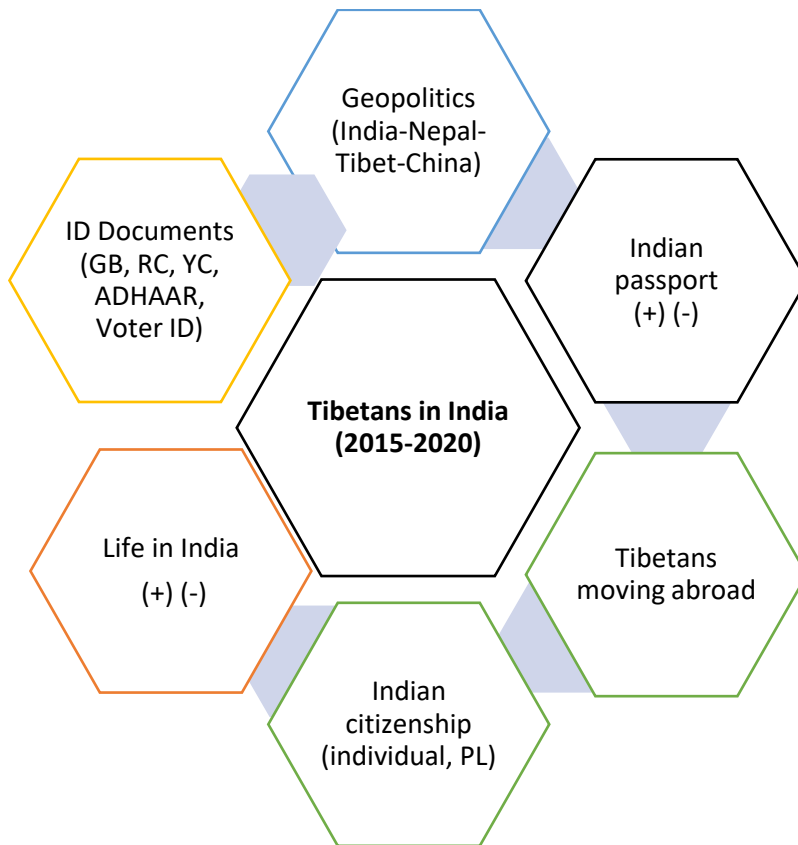 Geopolitics
(India-Nepal-
Tibet-China)
ID Documents
(GB, RC, YC,
ADHAAR,
Voter ID)
Indian
passport
(+) (-)
Tibetans in India
(2015-2020)
Life in India
(+) (-)
Tibetans
moving abroad
Indian
citizenship
(individual, PL)